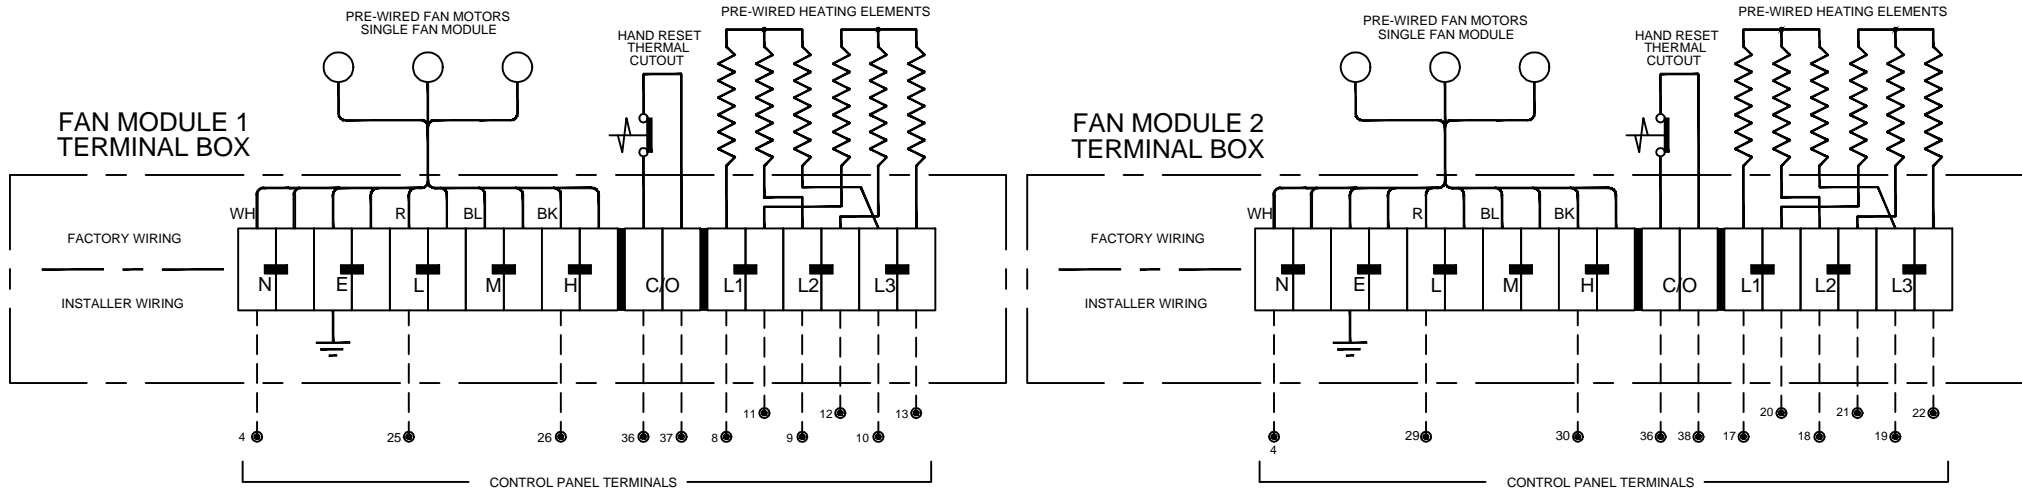 PRE-WIRED FAN MOTORS
SINGLE FAN MODULE
HAND RESET
THERMAL
CUTOUT
PRE-WIRED HEATING ELEMENTS
FAN MODULE 1
TERMINAL BOX
WH R BL BK
FACTORY WIRING
INSTALLER WIRING
N E L M H C/O L1 L2 L3
11 12 13
4 25 26 36 37 8 9 10
CONTROL PANEL TERMINALS
PRE-WIRED FAN MOTORS
SINGLE FAN MODULE
HAND RESET
THERMAL
CUTOUT
PRE-WIRED HEATING ELEMENTS
FAN MODULE 2
TERMINAL BOX
WH R BL BK
FACTORY WIRING
INSTALLER WIRING
N E L M H C/O L1 L2 L3
20 21 22
4 29 30 36 38 17 18 19
CONTROL PANEL TERMINALS